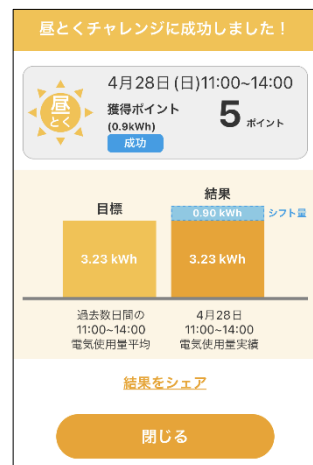 昼とくチャレンジに成功しました！
昼
とく
4月28日(日)11:00~14:00
獲得ポイント
(0.9kWh)
5 ポイント
成功
目標
結果
0.90 kWh
シフト量
3.23 kWh
3.23 kWh
過去数日間の
11:00~14:00
電気使用量平均
4月28日
11:00~14:00
電気使用量実績
結果をシェア
閉じる